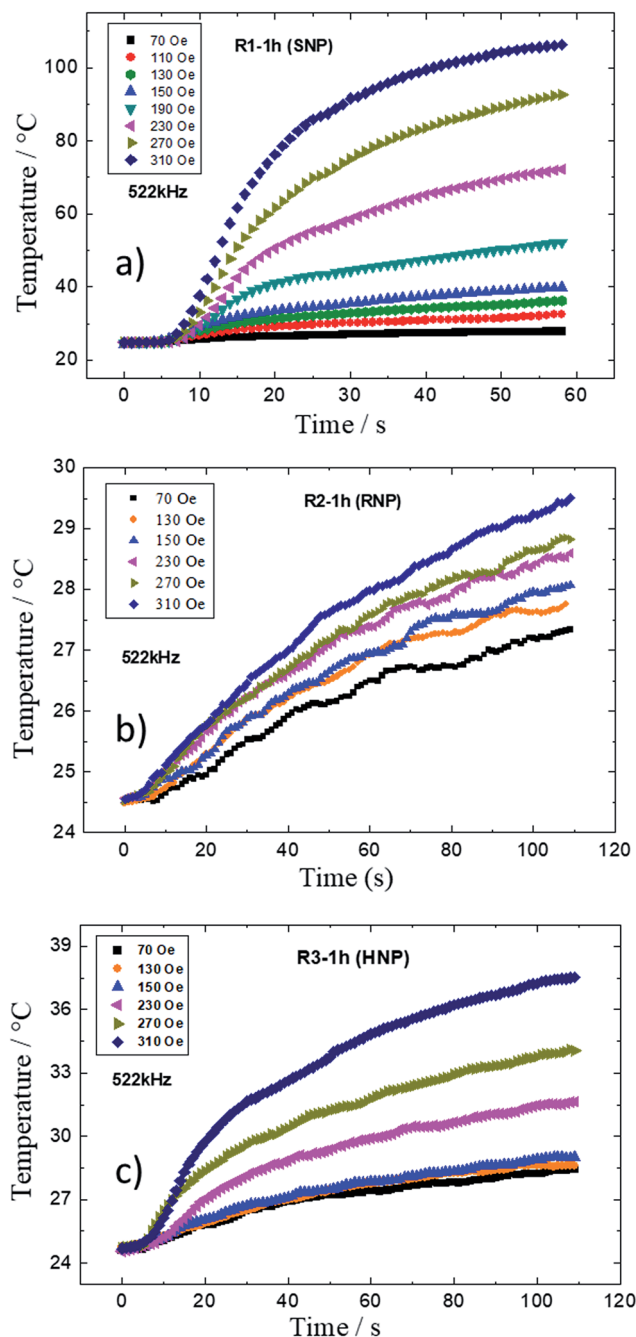 R1-1h (SNP)
70 Oe
110 Oe
130 Oe
150 Oe
190 Oe
230 Oe
270 Oe
310 Oe
522kHz
a)
Temperature / °C
100
80
60
40
20
0 10 20 30 40 50 60
Time / s
R2-1h (RNP)
70 Oe
130 Oe
150 Oe
230 Oe
270 Oe
310 Oe
522kHz
b)
Temperature / °C
30
29
28
27
26
25
24
0 20 40 60 80 100 120
Time (s)
R3-1h (HNP)
70 Oe
130 Oe
150 Oe
230 Oe
270 Oe
310 Oe
522kHz
c)
Temperature / °C
39
36
33
30
27
24
0 20 40 60 80 100 120
Time / s